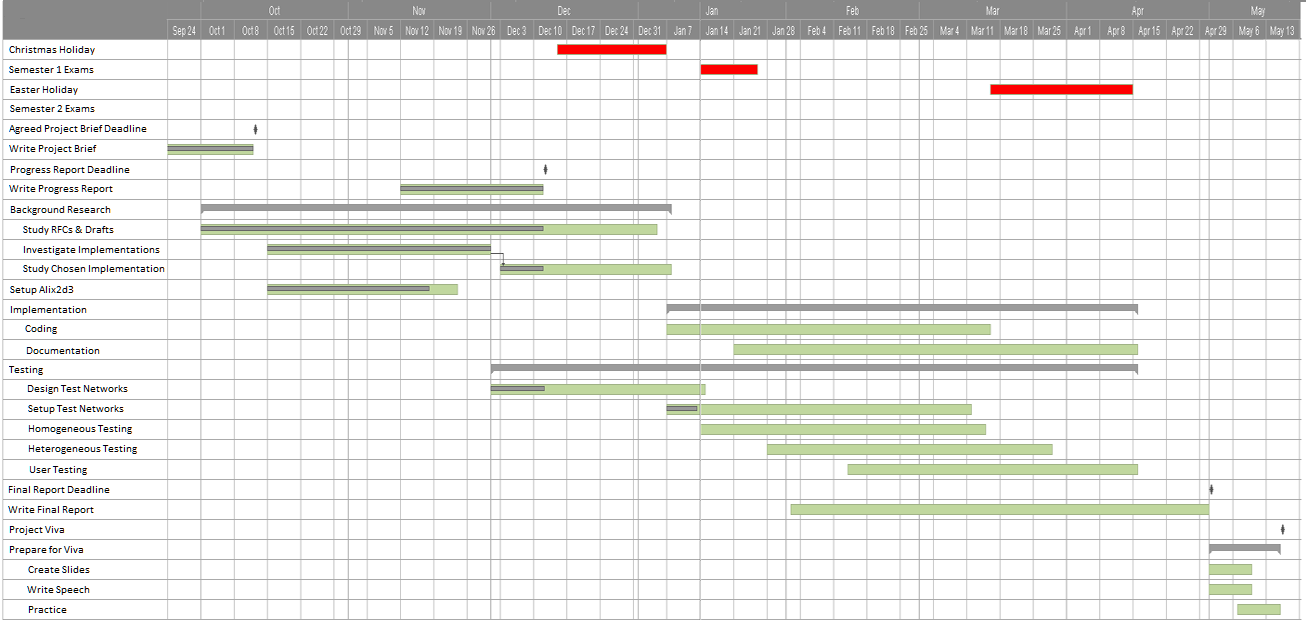 Oct Nov Dec Jan Feb Mar Apr May
Sep 24 Oct 1 Oct 8 Oct 15 Oct 22 Oct 29 Nov 5 Nov 12 Nov 19 Nov 26 Dec 3 Dec 10 Dec 17 Dec 24 Dec 31 Jan 7 Jan 14 Jan 21 Jan 28 Feb 4 Feb 11 Feb 18 Feb 25 Mar 4 Mar 11 Mar 18 Mar 25 Apr 1 Apr 8 Apr 15 Apr 22 Apr 29 May 6 May 13
Christmas Holiday
Semester 1 Exams
Easter Holiday
Semester 2 Exams
Agreed Project Brief Deadline
Write Project Brief
Progress Report Deadline
Write Progress Report
Background Research
Study RFCs & Drafts
Investigate Implementations
Study Chosen Implementation
Setup Alix2d3
Implementation
Coding
Documentation
Testing
Design Test Networks
Setup Test Networks
Homogeneous Testing
Heterogeneous Testing
User Testing
Final Report Deadline
Write Final Report
Project Viva
Prepare for Viva
Create Slides
Write Speech
Practice